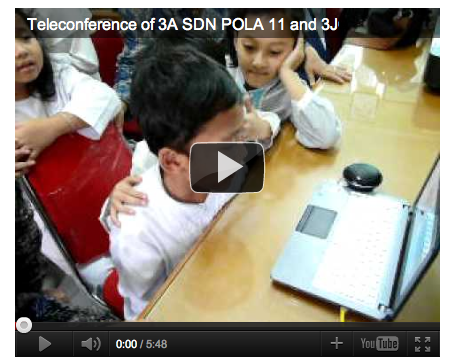 Teleconference of 3A SDN POLA 11 and 3J
0:00 / 5:48
YouTube